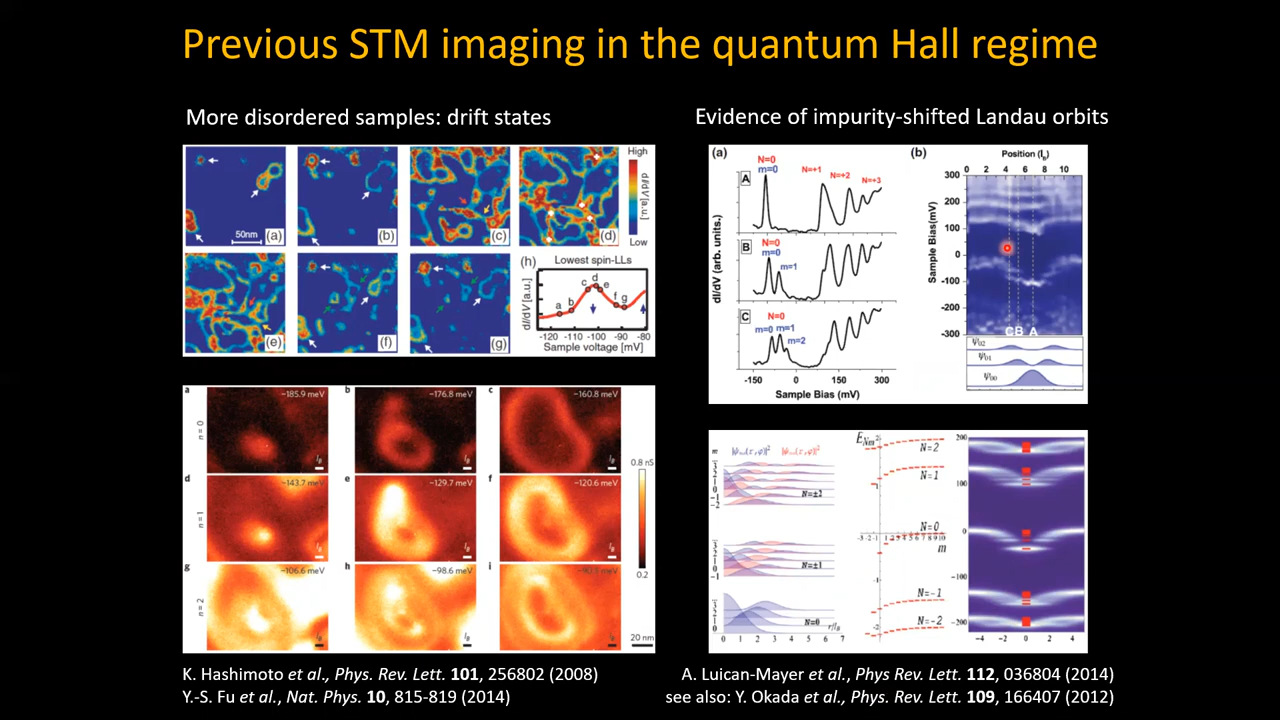 Previous STM imaging in the quantum Hall regime
More disordered samples: drift states
High
dI/dV [a.u.]
Low
50nm
(a)
(b)
(c)
(d)
(e)
(f)
(g)
(h)
Lowest spin-LLs
a b c d e f g
dI/dV [a.u.]
-120 -100 -80
Sample voltage [mV]
a −185.9 meV
b −176.8 meV
c −160.8 meV
n = 0
d −143.7 meV
e −129.7 meV
f −120.6 meV
n = 1
g −106.6 meV
h −98.6 meV
i
n = 2
0.8 nS
0.2
20 nm
K. Hashimoto et al., Phys. Rev. Lett. 101, 256802 (2008)
Y.-S. Fu et al., Nat. Phys. 10, 815-819 (2014)
Evidence of impurity-shifted Landau orbits
(a)
N=0
m=0
N=+1
N=+2
N=+3
A
N=0
m=0
m=1
B
N=0
m=0
m=1
m=2
C
dI/dV (arb. units.)
-150 0 150 300
Sample Bias (mV)
(b)
Position (lB)
0 2 4 6 8 10
300
200
100
0
-100
-200
-300
Sample Bias(mV)
C B A
Ψ02
Ψ01
Ψ00
m
N=±2
N=±1
N=0
r/lB
0 1 2 3 4 5 6 7
ENm
N=2
N=1
N=0
-3 -2 -1 1 2 3 4 5 6 7 8 9 10
m
N=−1
N=−2
200
100
0
−100
−200
−4 −2 0 2 4
A. Luican-Mayer et al., Phys Rev. Lett. 112, 036804 (2014)
see also: Y. Okada et al., Phys. Rev. Lett. 109, 166407 (2012)